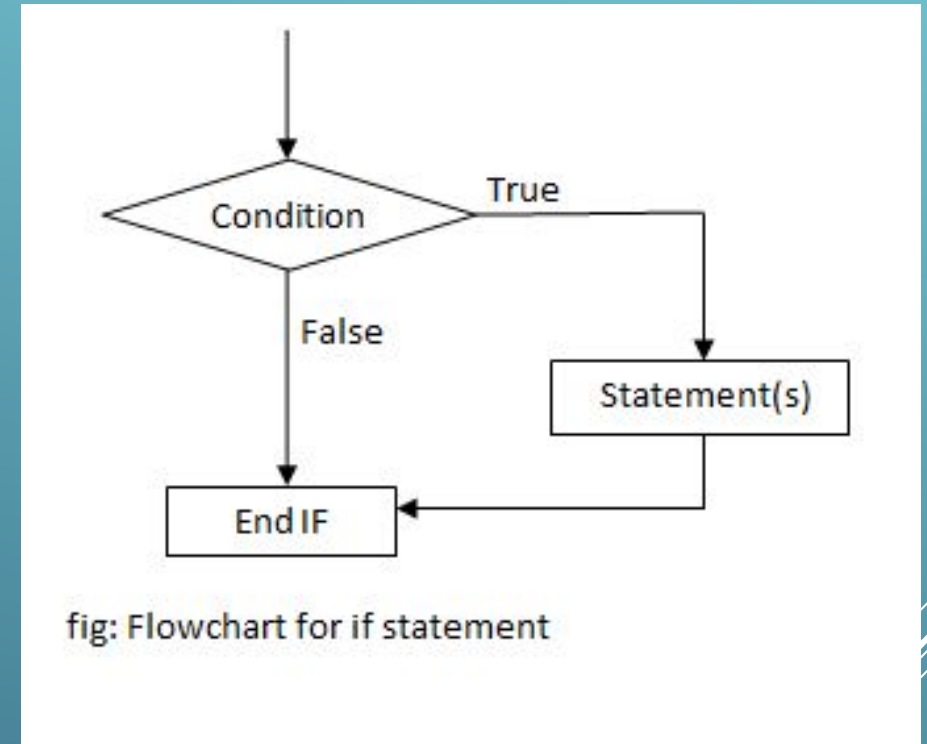 Condition
True
False
Statement(s)
End IF
fig: Flowchart for if statement